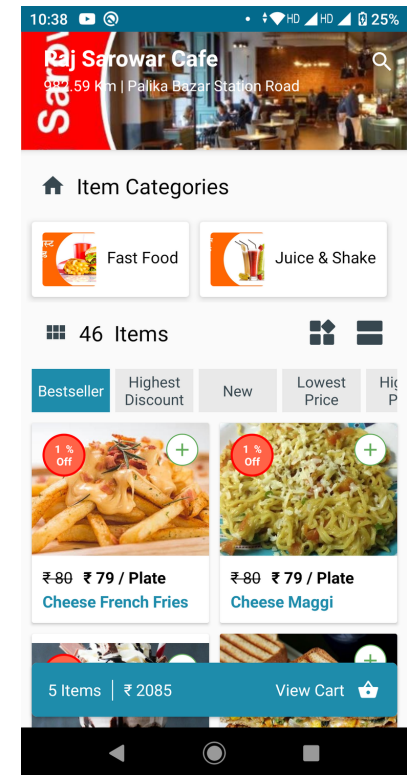 10:38 HD HD 25%
Raj Sarowar Cafe
982.59 Km | Palika Bazar Station Road
Item Categories
Fast Food
Juice & Shake
46 Items
Bestseller
Highest
Discount
New
Lowest
Price
1 %
Off
1 %
Off
₹ 80 ₹ 79 / Plate
Cheese French Fries
₹ 80 ₹ 79 / Plate
Cheese Maggi
5 Items ₹ 2085
View Cart